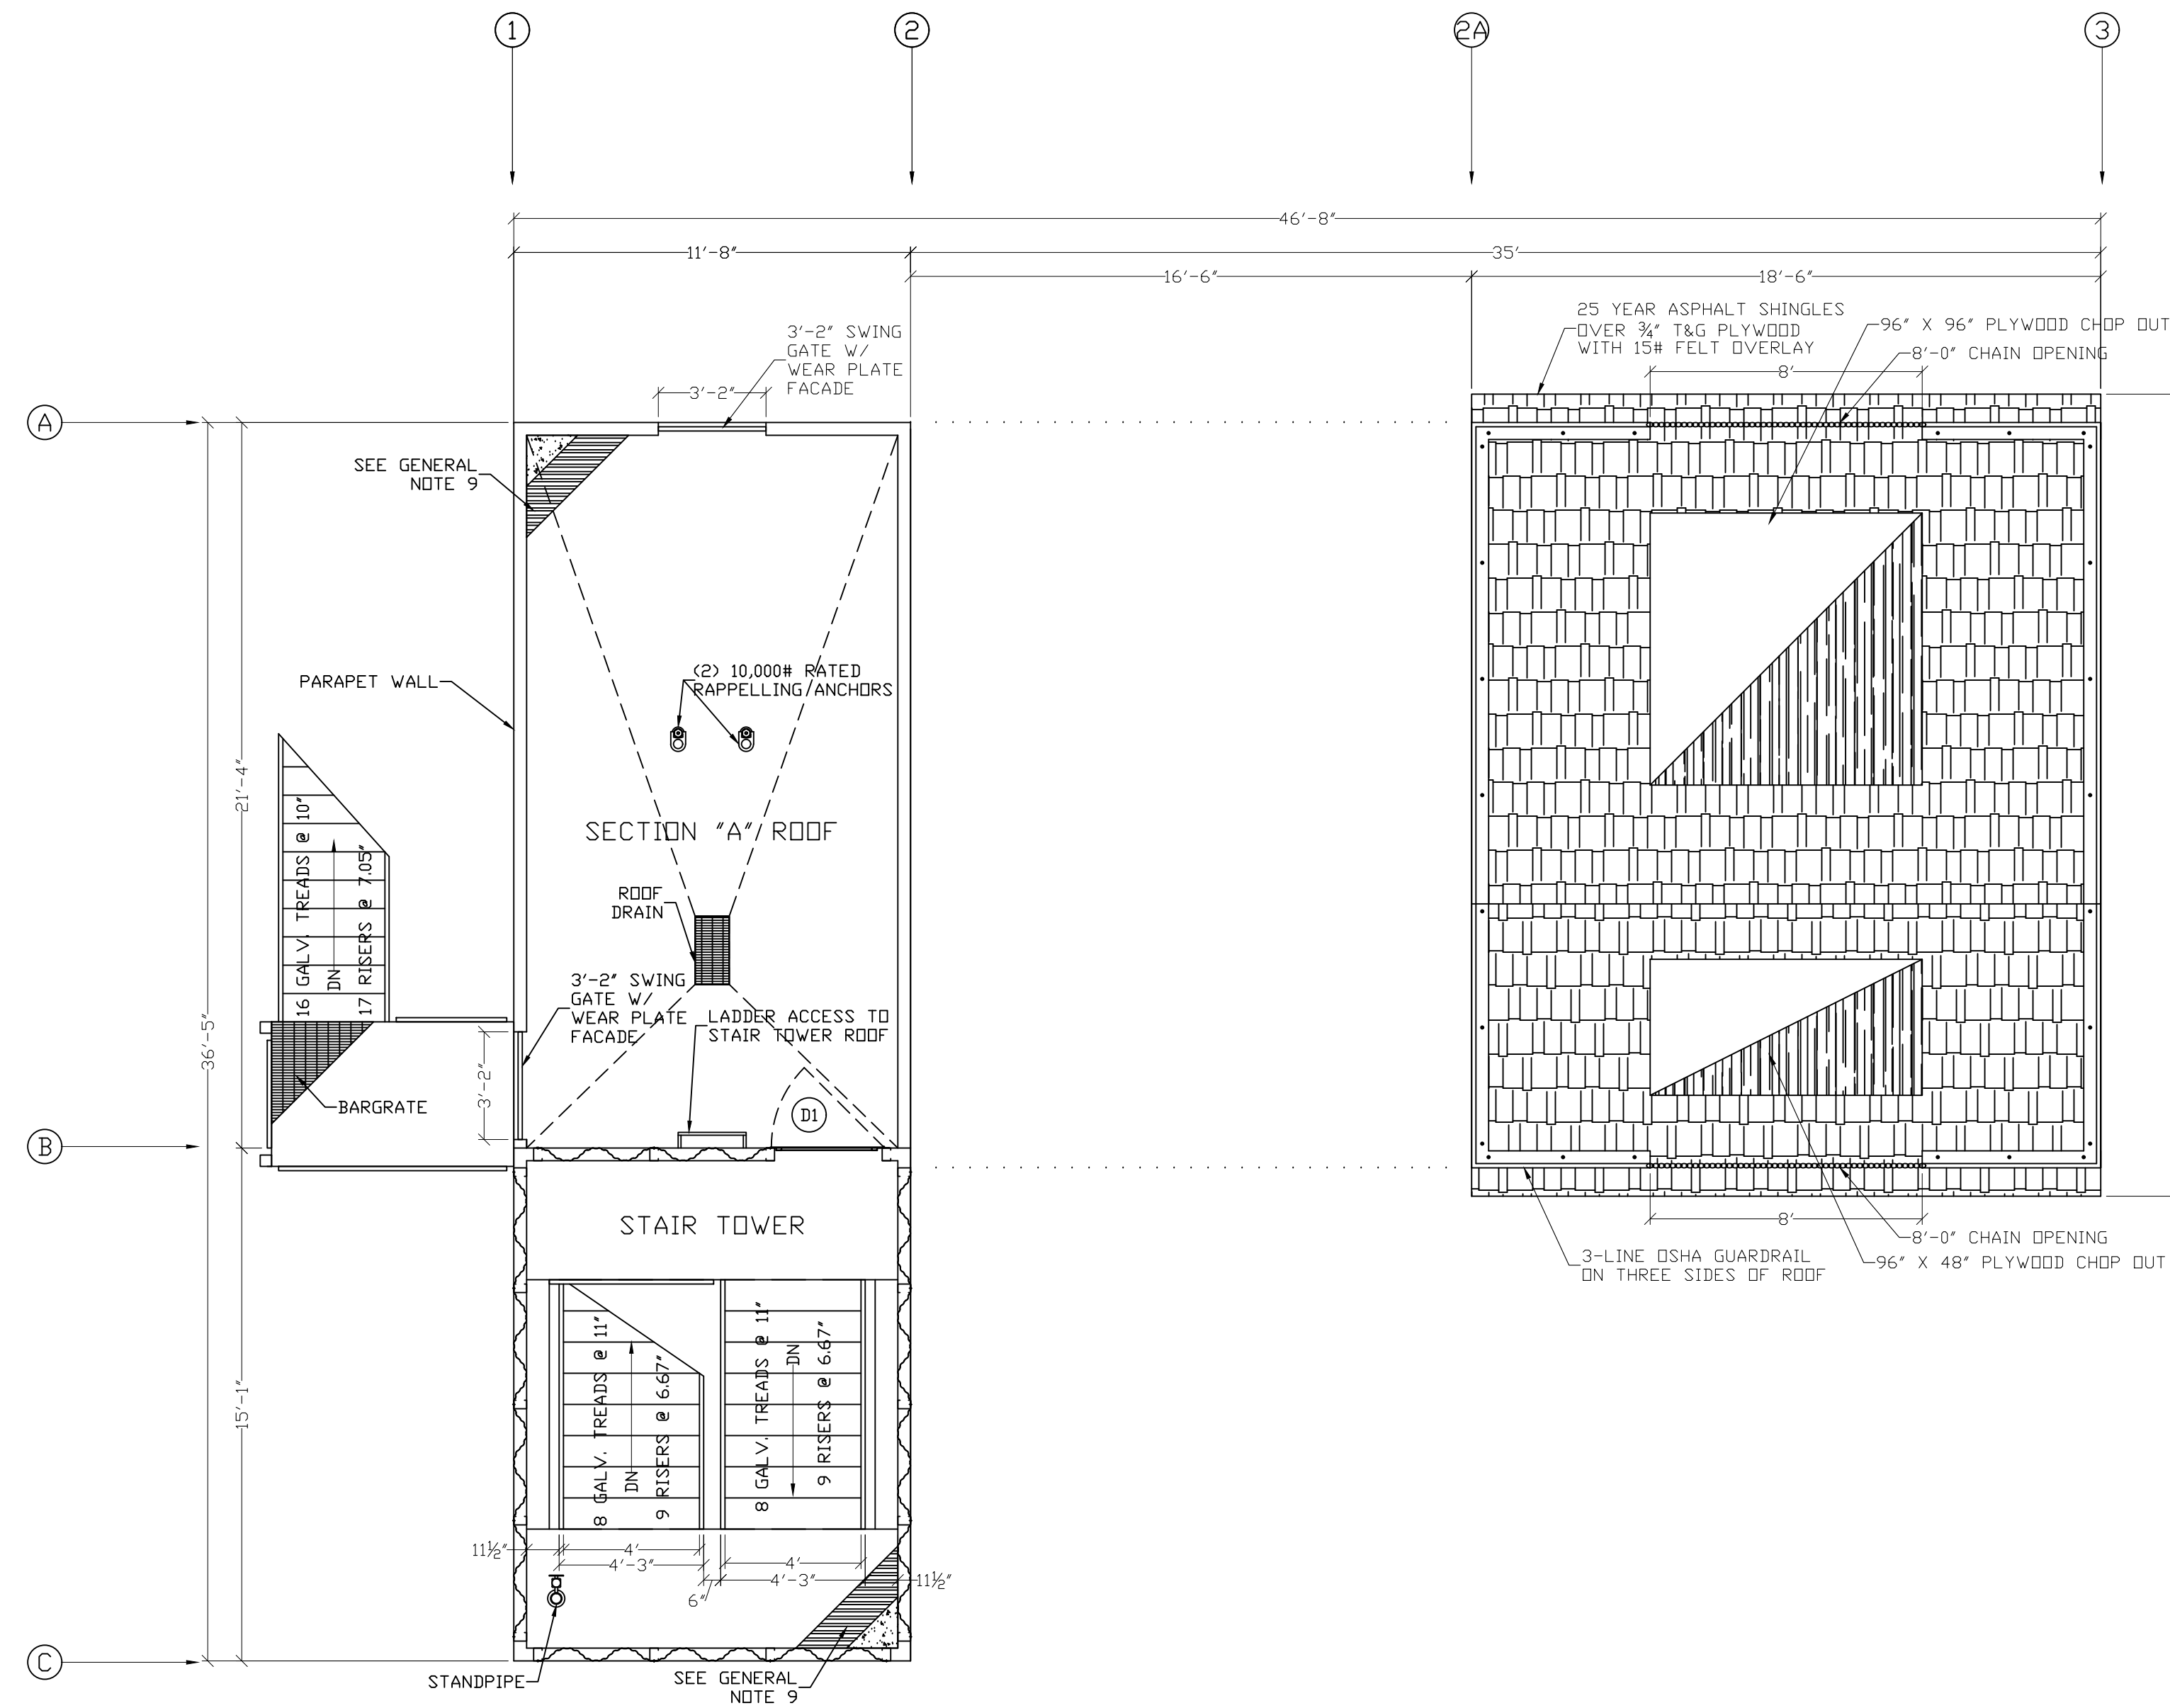 1
2
2A
3
46'-8"
11'-8"
35'
16'-6"
18'-6"
25 YEAR ASPHALT SHINGLES
OVER ¾" T&G PLYWOOD
WITH 15# FELT OVERLAY
96" X 96" PLYWOOD CHOP OUT
8'-0" CHAIN OPENING
8'
3'-2" SWING
GATE W/
WEAR PLATE
FACADE
3'-2"
A
SEE GENERAL
NOTE 9
PARAPET WALL
(2) 10,000# RATED
RAPPELLING/ANCHORS
21'-4"
36'-5"
SECTION "A" ROOF
16 GALV. TREADS @ 10"
DN
17 RISERS @ 7.05"
ROOF
DRAIN
3'-2" SWING
GATE W/
WEAR PLATE
FACADE
LADDER ACCESS TO
STAIR TOWER ROOF
3'-2"
BARGRATE
D1
B
STAIR TOWER
8'
8'-0" CHAIN OPENING
96" X 48" PLYWOOD CHOP OUT
3-LINE OSHA GUARDRAIL
ON THREE SIDES OF ROOF
15'-1"
8 GALV. TREADS @ 11"
DN
9 RISERS @ 6.67"
8 GALV. TREADS @ 11"
DN
9 RISERS @ 6.67"
11½"
4'
4'-3"
6"
4'
4'-3"
11½"
C
STANDPIPE
SEE GENERAL
NOTE 9